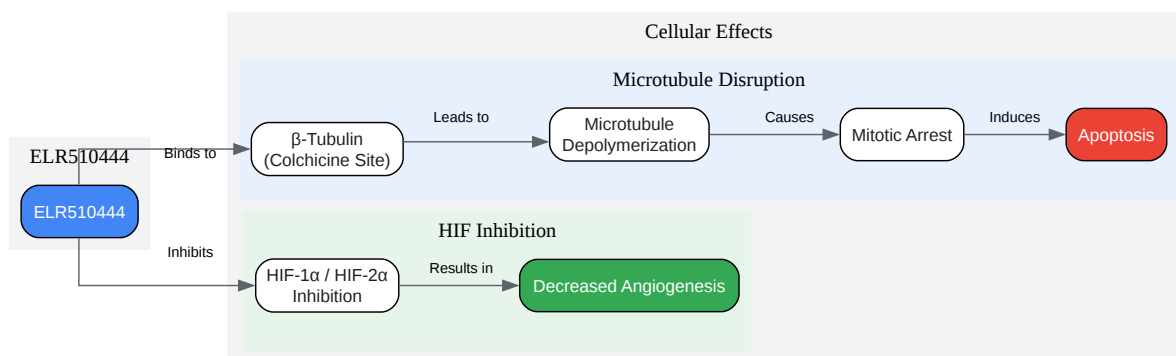 Cellular Effects
Microtubule Disruption
ELR510444
ELR510444
Binds to
β-Tubulin
(Colchicine Site)
Leads to
Microtubule
Depolymerization
Causes
Mitotic Arrest
Induces
Apoptosis
HIF Inhibition
Inhibits
HIF-1α / HIF-2α
Inhibition
Results in
Decreased Angiogenesis